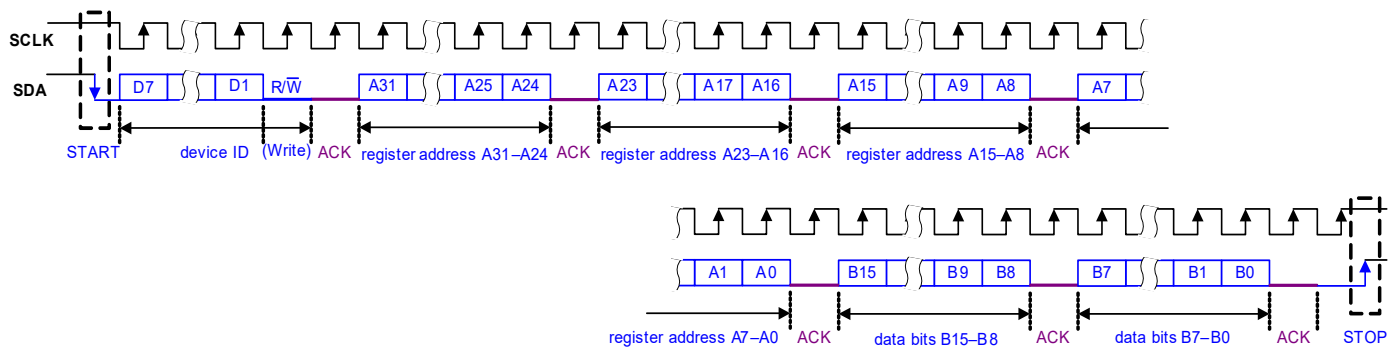 SCLK
SDA D7 D1 R/W̅ A31 A25 A24 A23 A17 A16 A15 A9 A8 A7
START device ID (Write) ACK register address A31–A24 ACK register address A23–A16 ACK register address A15–A8 ACK
A1 A0 B15 B9 B8 B7 B1 B0
register address A7–A0 ACK data bits B15–B8 ACK data bits B7–B0 ACK STOP